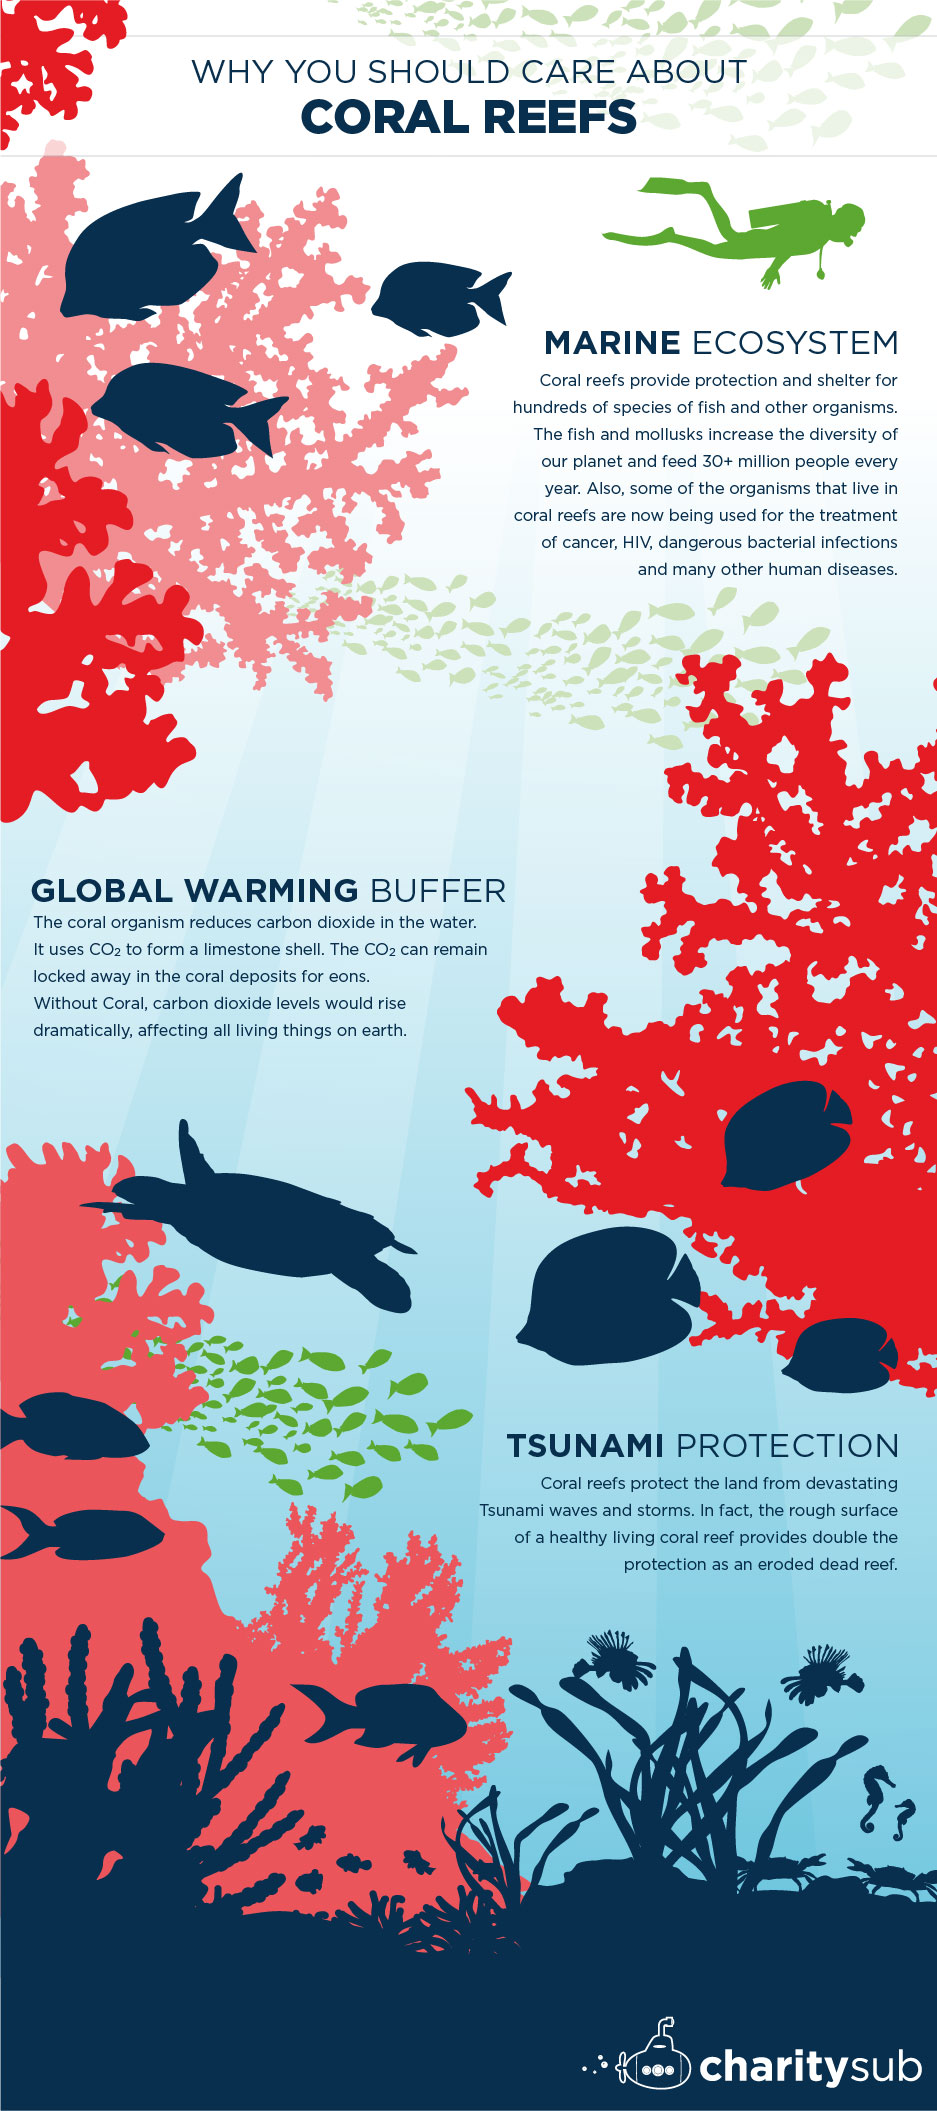 WHY YOU SHOULD CARE ABOUT
CORAL REEFS
MARINE ECOSYSTEM
Coral reefs provide protection and shelter for
hundreds of species of fish and other organisms.
The fish and mollusks increase the diversity of
our planet and feed 30+ million people every
year. Also, some of the organisms that live in
coral reefs are now being used for the treatment
of cancer, HIV, dangerous bacterial infections
and many other human diseases.
GLOBAL WARMING BUFFER
The coral organism reduces carbon dioxide in the water.
It uses CO₂ to form a limestone shell. The CO₂ can remain
locked away in the coral deposits for eons.
Without Coral, carbon dioxide levels would rise
dramatically, affecting all living things on earth.
TSUNAMI PROTECTION
Coral reefs protect the land from devastating
Tsunami waves and storms. In fact, the rough surface
of a healthy living coral reef provides double the
protection as an eroded dead reef.
charitysub